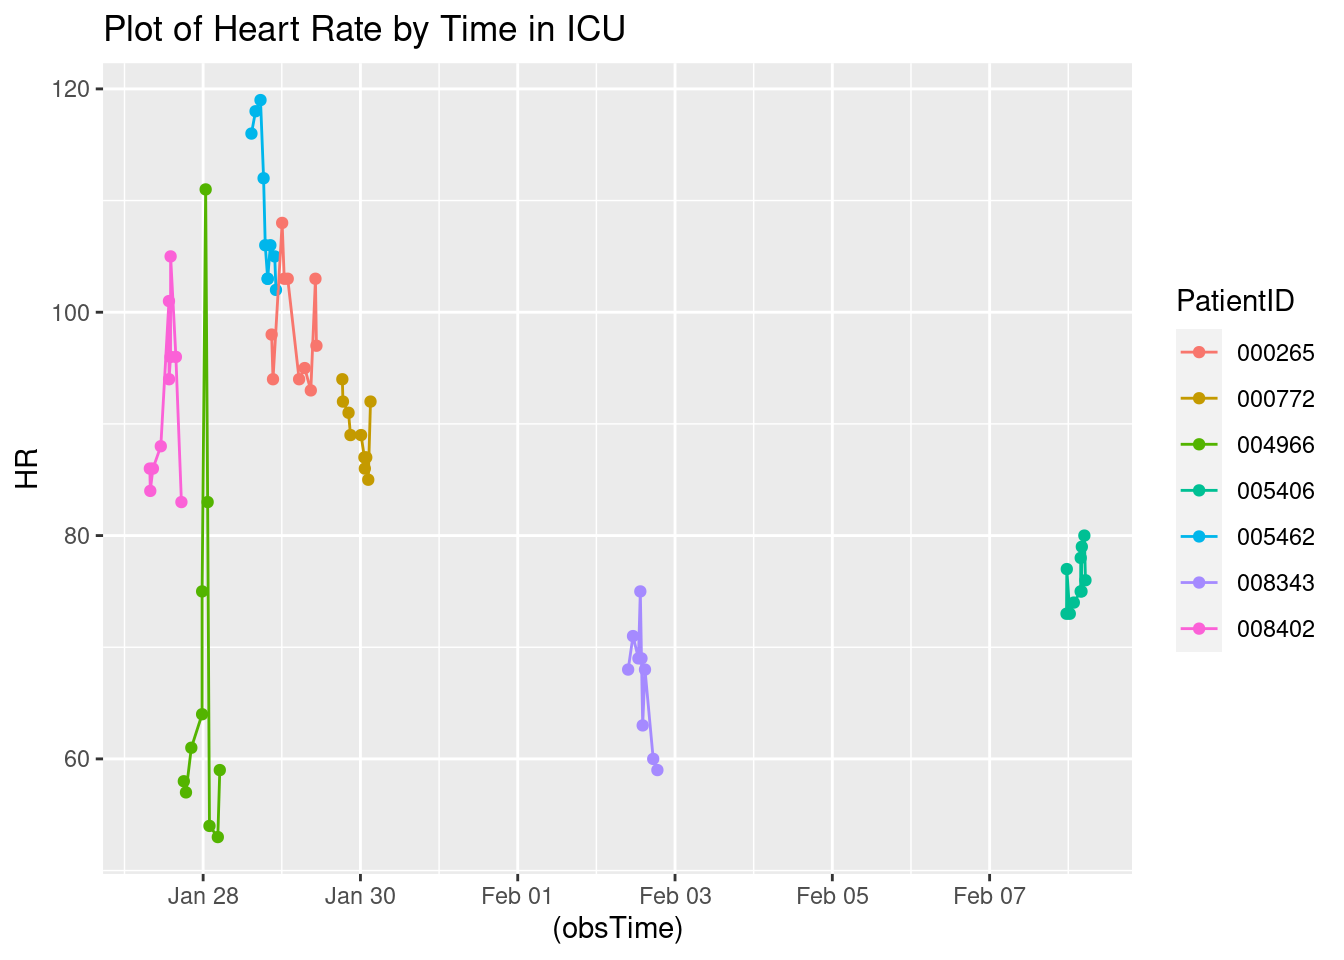 Plot of Heart Rate by Time in ICU
120
100
80
60
HR
Jan 28
Jan 30
Feb 01
Feb 03
Feb 05
Feb 07
(obsTime)
PatientID
000265
000772
004966
005406
005462
008343
008402